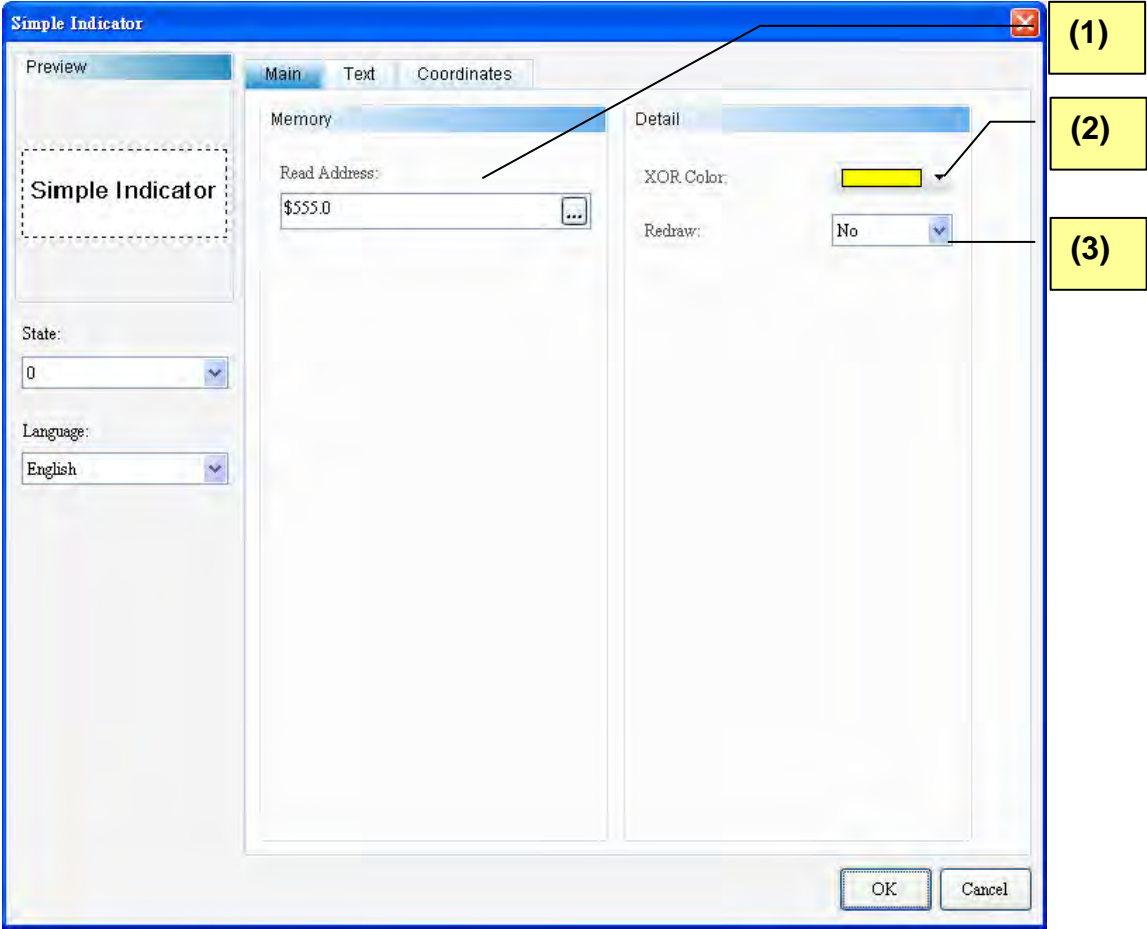 Simple Indicator
(1)
Preview
Main Text Coordinates
Memory
Detail
(2)
Simple Indicator
Read Address:
$555.0
...
XOR Color:
Redraw:
No
(3)
State:
0
Language:
English
OK
Cancel